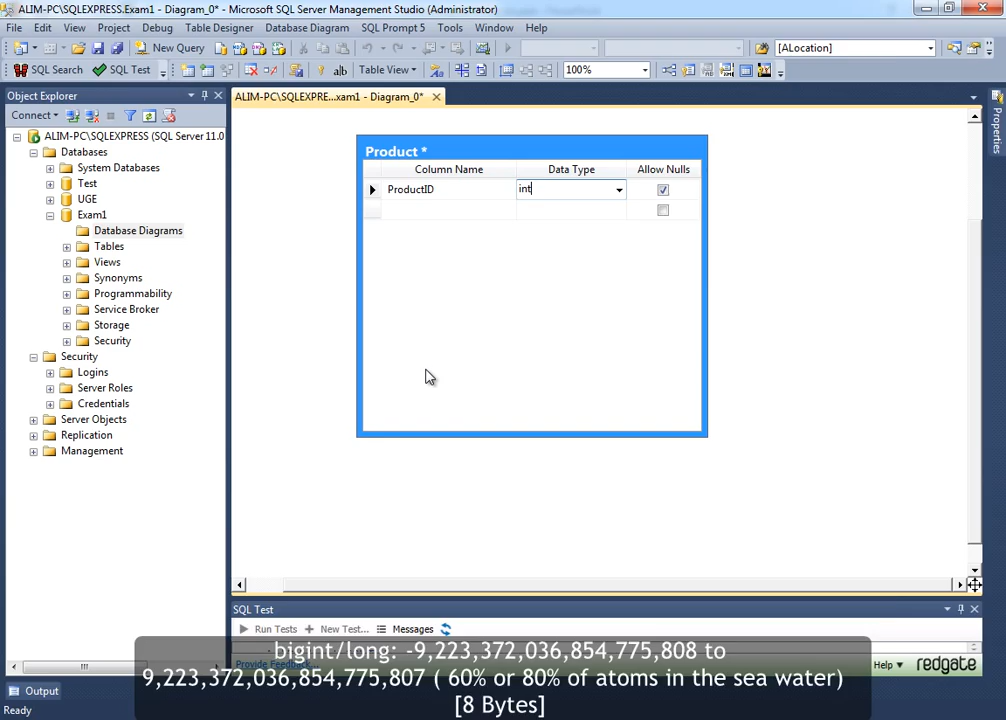 ALIM-PC\SQLEXPRESS.Exam1 - Diagram_0* - Microsoft SQL Server Management Studio (Administrator)
File Edit View Project Debug Table Designer Database Diagram SQL Prompt 5 Tools Window Help
New Query [ALocation]
SQL Search SQL Test Table View 100%
Object Explorer
ALIM-PC\SQLEXPRE...xam1 - Diagram_0*
Connect
ALIM-PC\SQLEXPRESS (SQL Server 11.0
Databases
System Databases
Test
UGE
Exam1
Database Diagrams
Tables
Views
Synonyms
Programmability
Service Broker
Storage
Security
Security
Logins
Server Roles
Credentials
Server Objects
Replication
Management
Product *
Column Name Data Type Allow Nulls
ProductID int
Properties
SQL Test
Run Tests New Test... Messages
Provide Feedback...
Help redgate
bigint/long: -9,223,372,036,854,775,808 to
9,223,372,036,854,775,807 ( 60% or 80% of atoms in the sea water)
[8 Bytes]
Output
Ready